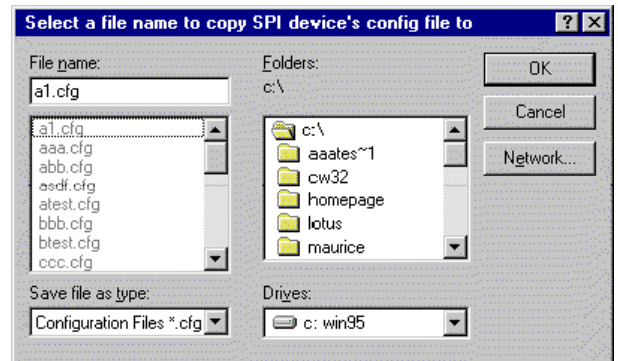 Select a file name to copy SPI device's config file to
File name:
a1.cfg
a1.cfg
aaa.cfg
abb.cfg
asdf.cfg
atest.cfg
bbb.cfg
btest.cfg
ccc.cfg
Save file as type:
Configuration Files *.cfg
Folders:
c:\
c:\
aaates~1
cw32
homepage
lotus
maurice
Drives:
c: win95
OK
Cancel
Network...